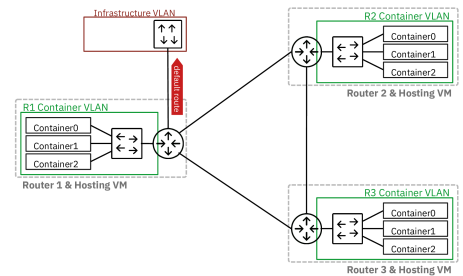 Infrastructure VLAN
default route
R1 Container VLAN
Container0
Container1
Container2
Router 1 & Hosting VM
R2 Container VLAN
Container0
Container1
Container2
Router 2 & Hosting VM
R3 Container VLAN
Container0
Container1
Container2
Router 3 & Hosting VM